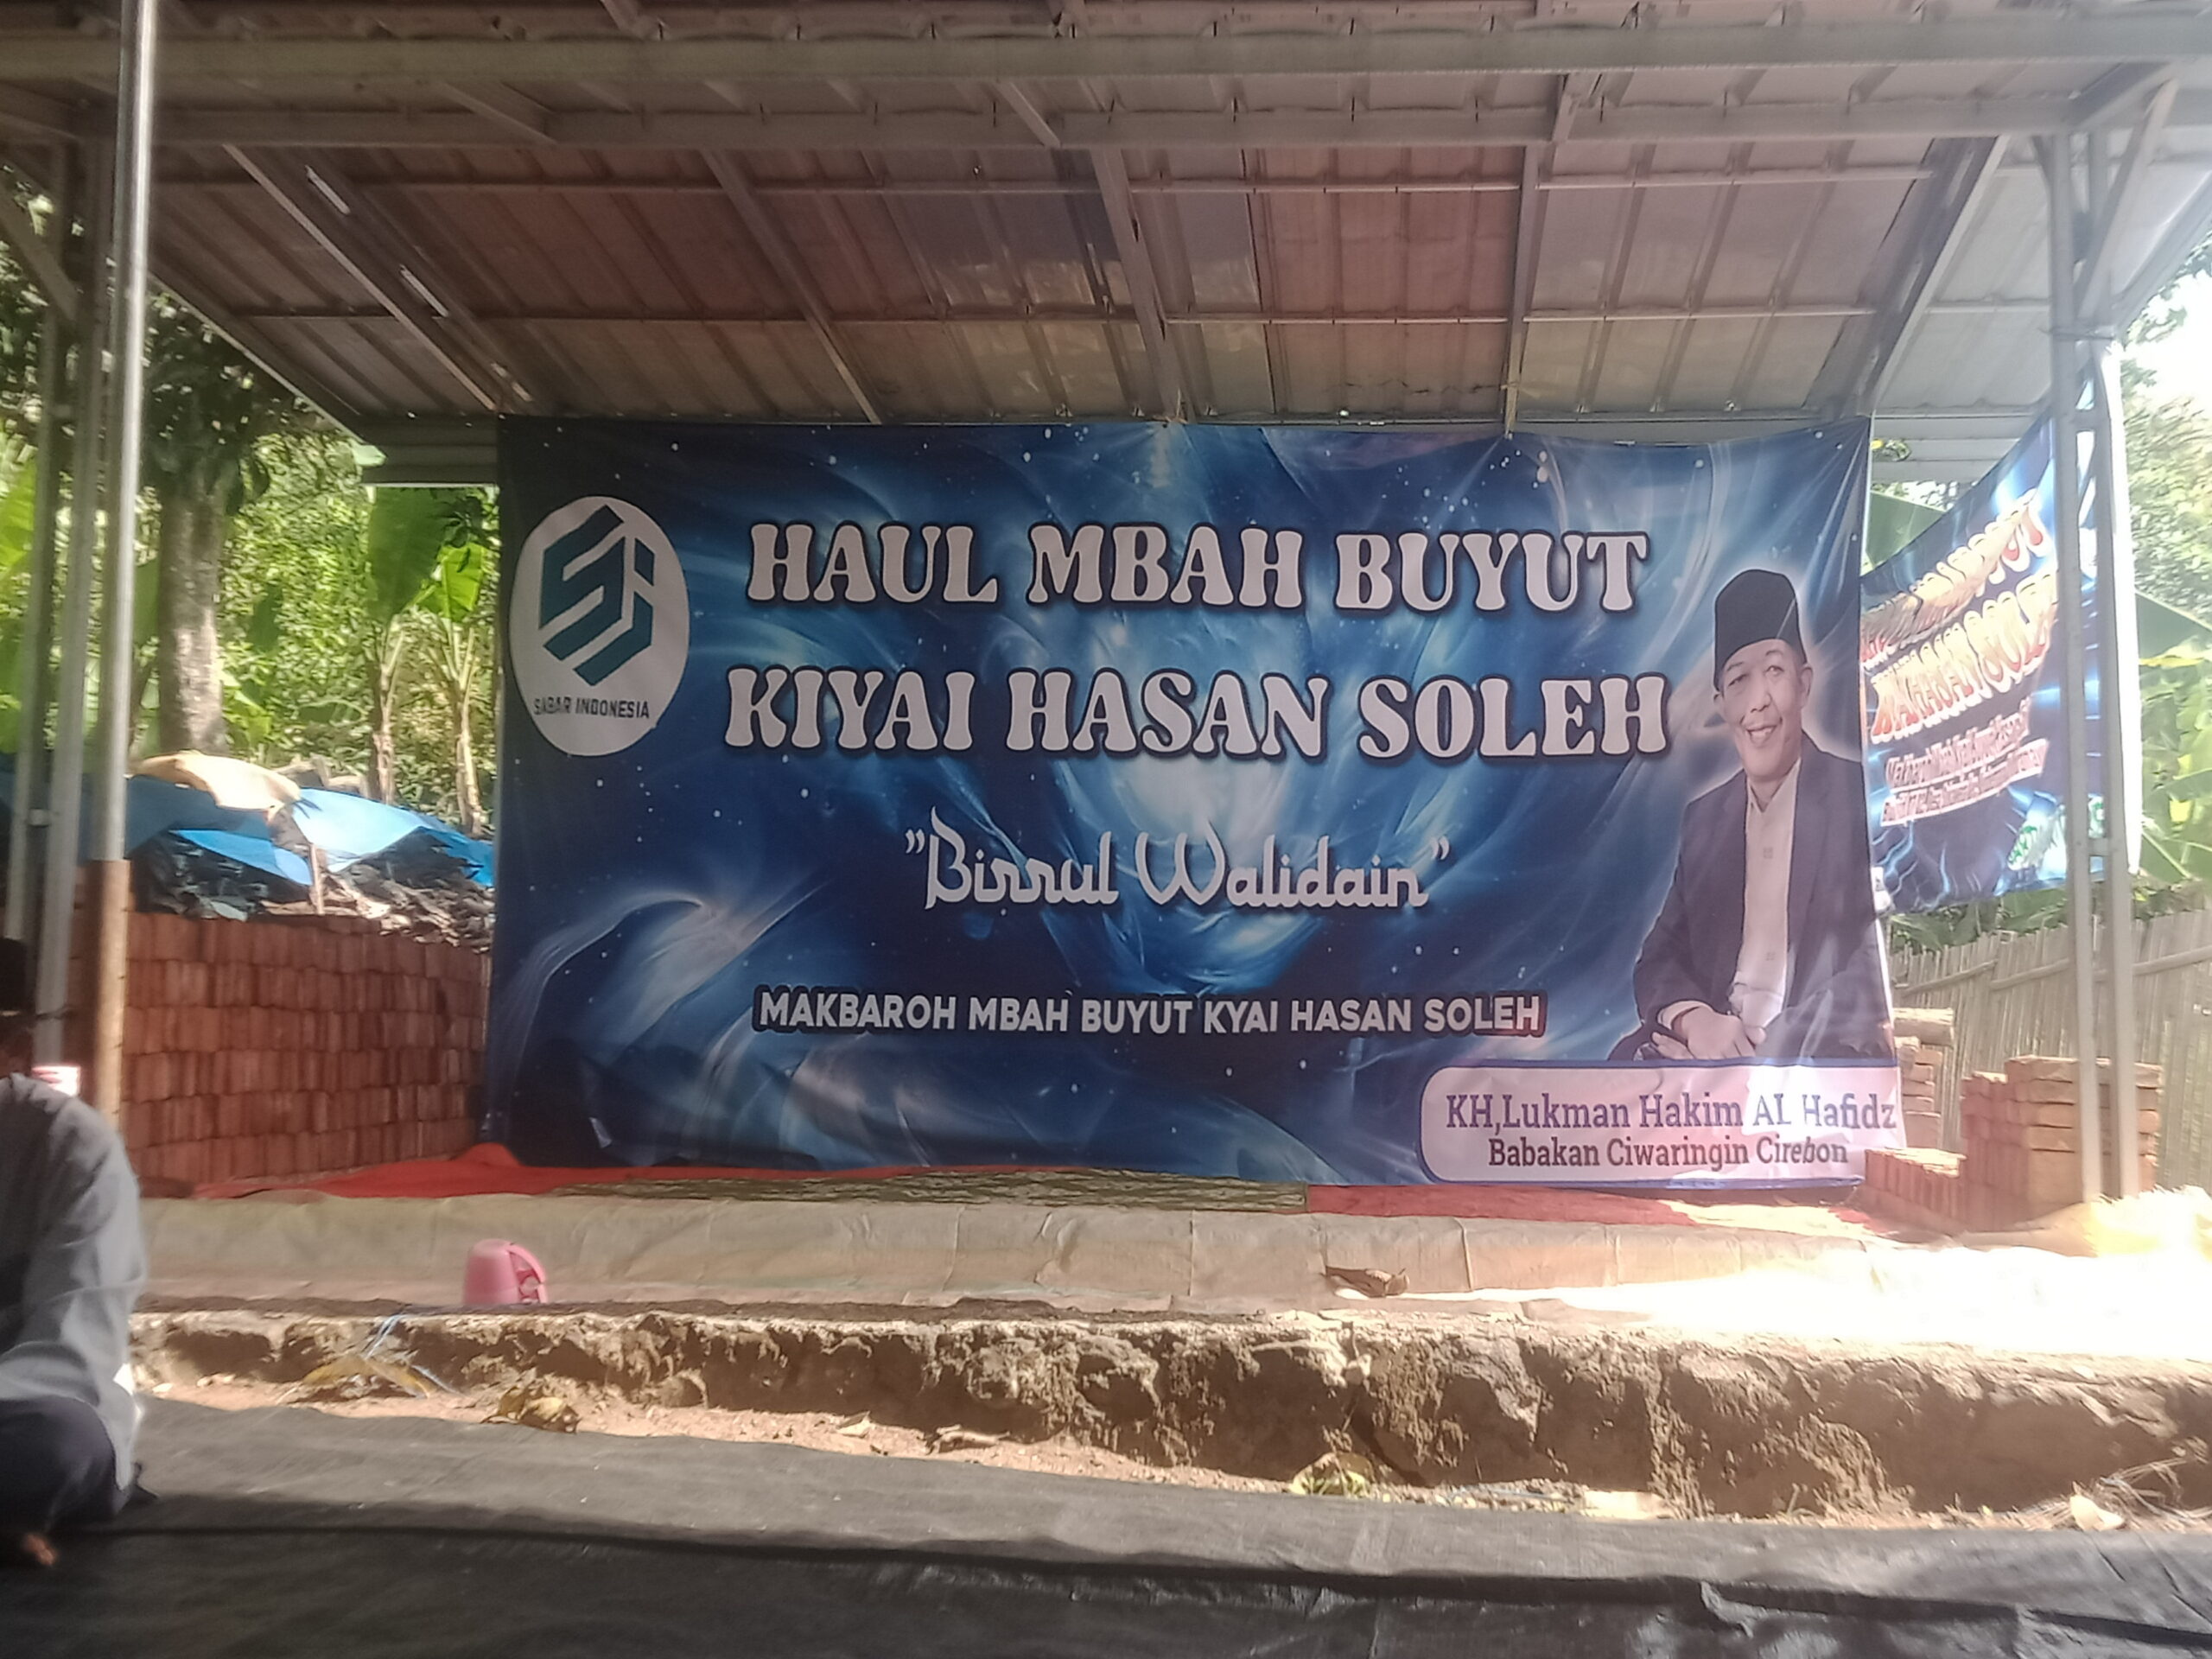 SABAR INDONESIA
HAUL MBAH BUYUT
KIYAI HASAN SOLEH
"Birrul Walidain"
MAKBAROH MBAH BUYUT KYAI HASAN SOLEH
KH,Lukman Hakim AL Hafidz
Babakan Ciwaringin Cirebon